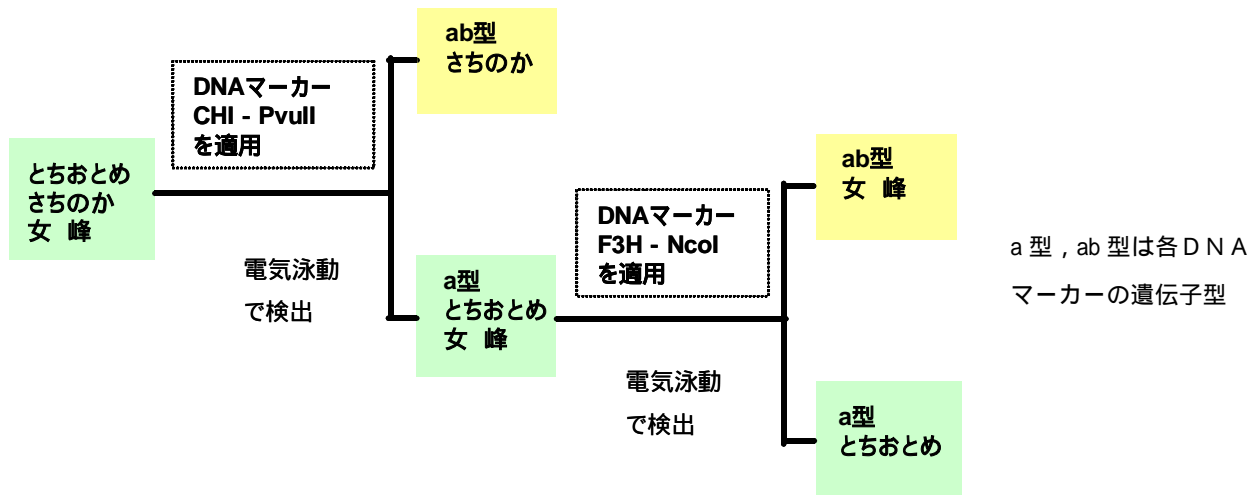 とちおとめ
さちのか
女 峰
DNAマーカー
CHI - PvuII
を適用
電気泳動
で検出
ab型
さちのか
a型
とちおとめ
女 峰
DNAマーカー
F3H - NcoI
を適用
電気泳動
で検出
ab型
女 峰
a型
とちおとめ
a 型 , ab 型は各ＤＮＡ
マーカーの遺伝子型